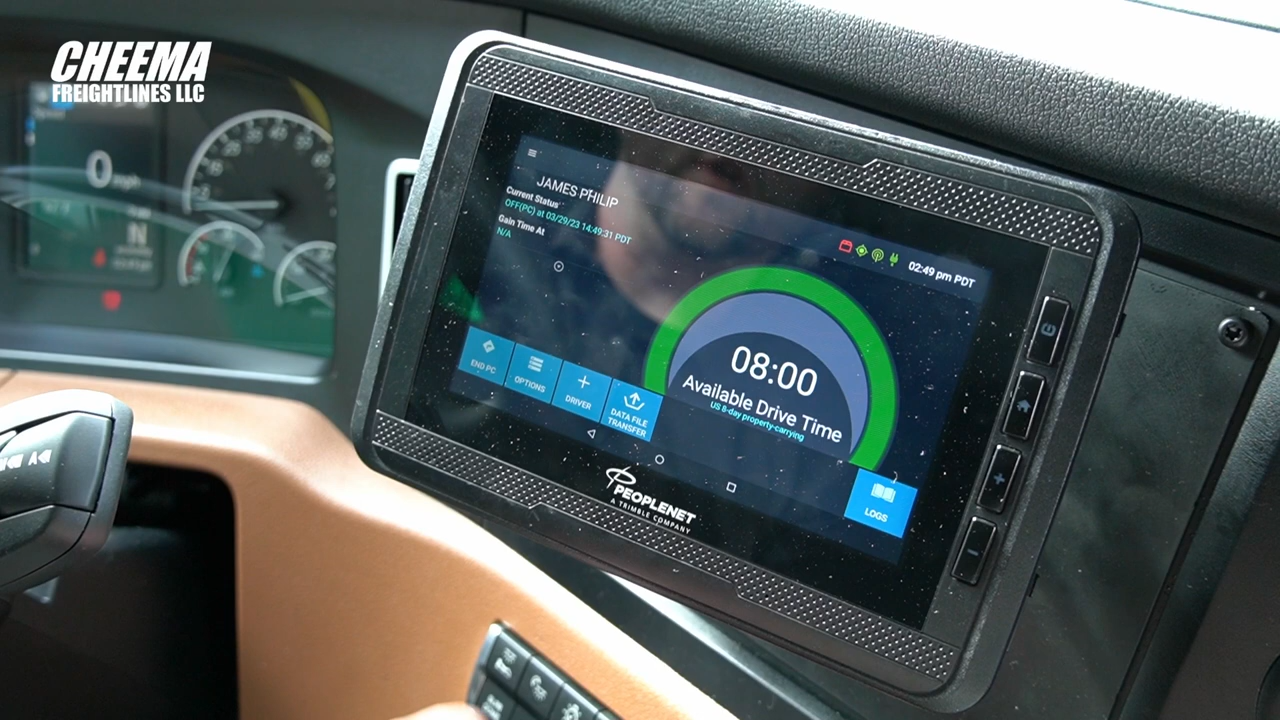 CHEEMA
FREIGHTLINES LLC
0 mph
N
JAMES PHILIP
Current Status
OFF(PC) at 03/29/23 14:49:31 PDT
Gain Time At
N/A
02:49 pm PDT
08:00
Available Drive Time
US 8-day property-carrying
END PC
OPTIONS
DRIVER
DATA FILE
TRANSFER
LOGS
PEOPLENET
A TRIMBLE COMPANY